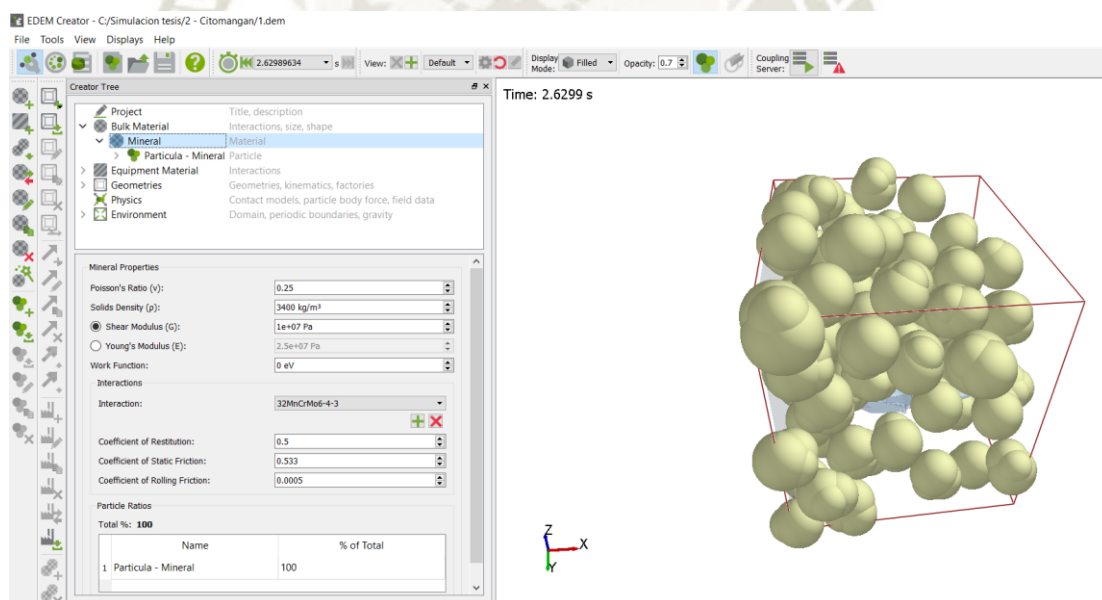 EDEM Creator - C:/Simulacion tesis/2 - Citomangan/1.dem
File Tools View Displays Help
2.62989634 s View: Default Display Mode: Filled Opacity: 0.7 Coupling Server:
Creator Tree
Project Title, description
Bulk Material Interactions, size, shape
Mineral Material
Particula - Mineral Particle
Equipment Material Interactions
Geometries Geometries, kinematics, factories
Physics Contact models, particle body force, field data
Environment Domain, periodic boundaries, gravity
Mineral Properties
Poisson's Ratio (ν): 0.25
Solids Density (ρ): 3400 kg/m³
Shear Modulus (G): 1e+07 Pa
Young's Modulus (E): 2.5e+07 Pa
Work Function: 0 eV
Interactions
Interaction: 32MnCrMo6-4-3
Coefficient of Restitution: 0.5
Coefficient of Static Friction: 0.533
Coefficient of Rolling Friction: 0.0005
Particle Ratios
Total %: 100
Name % of Total
1 Particula - Mineral 100
Time: 2.6299 s
Z
X
Y